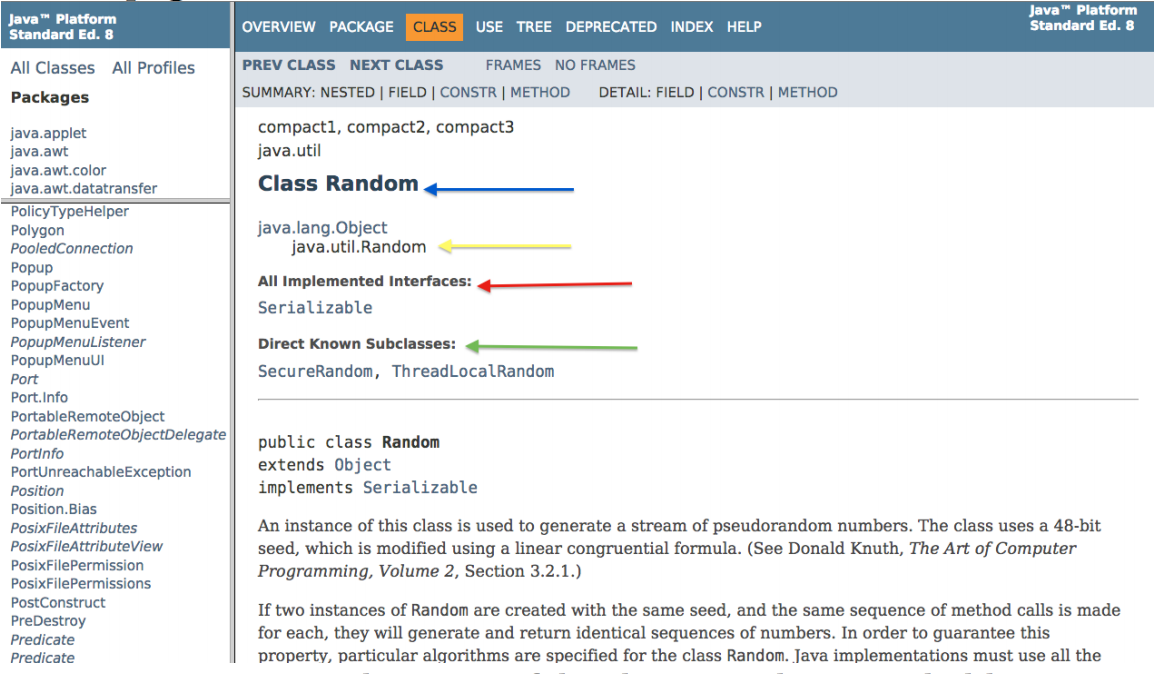 Java™ Platform
Standard Ed. 8
All Classes All Profiles
Packages
java.applet
java.awt
java.awt.color
java.awt.datatransfer
PolicyTypeHelper
Polygon
PooledConnection
Popup
PopupFactory
PopupMenu
PopupMenuEvent
PopupMenuListener
PopupMenuUI
Port
Port.Info
PortableRemoteObject
PortableRemoteObjectDelegate
PortInfo
PortUnreachableException
Position
Position.Bias
PosixFileAttributes
PosixFileAttributeView
PosixFilePermission
PosixFilePermissions
PostConstruct
PreDestroy
Predicate
Predicate
OVERVIEW PACKAGE CLASS USE TREE DEPRECATED INDEX HELP
Java™ Platform
Standard Ed. 8
PREV CLASS NEXT CLASS FRAMES NO FRAMES
SUMMARY: NESTED | FIELD | CONSTR | METHOD DETAIL: FIELD | CONSTR | METHOD
compact1, compact2, compact3
java.util
Class Random
java.lang.Object
java.util.Random
All Implemented Interfaces:
Serializable
Direct Known Subclasses:
SecureRandom, ThreadLocalRandom
public class Random
extends Object
implements Serializable
An instance of this class is used to generate a stream of pseudorandom numbers. The class uses a 48-bit
seed, which is modified using a linear congruential formula. (See Donald Knuth, The Art of Computer
Programming, Volume 2, Section 3.2.1.)
If two instances of Random are created with the same seed, and the same sequence of method calls is made
for each, they will generate and return identical sequences of numbers. In order to guarantee this
property, particular algorithms are specified for the class Random. Java implementations must use all the